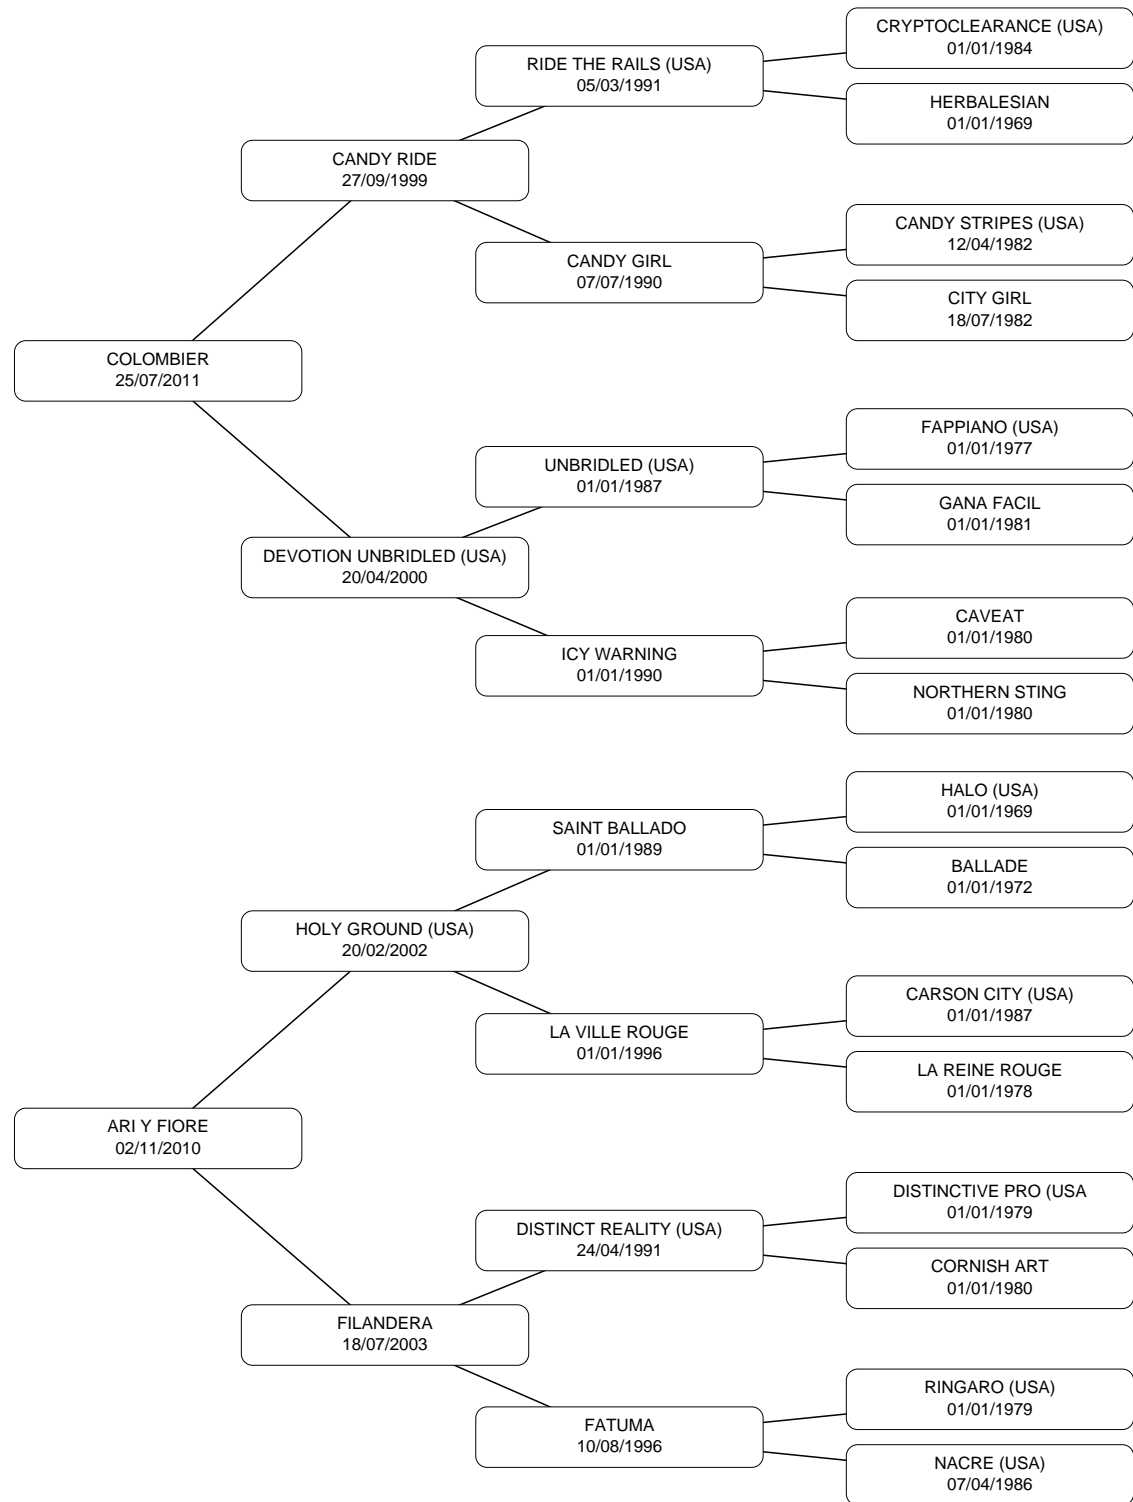 CRYPTOCLEARANCE (USA)
01/01/1984
RIDE THE RAILS (USA)
05/03/1991
HERBALESIAN
01/01/1969
CANDY RIDE
27/09/1999
CANDY STRIPES (USA)
12/04/1982
CANDY GIRL
07/07/1990
CITY GIRL
18/07/1982
COLOMBIER
25/07/2011
FAPPIANO (USA)
01/01/1977
UNBRIDLED (USA)
01/01/1987
GANA FACIL
01/01/1981
DEVOTION UNBRIDLED (USA)
20/04/2000
CAVEAT
01/01/1980
ICY WARNING
01/01/1990
NORTHERN STING
01/01/1980
HALO (USA)
01/01/1969
SAINT BALLADO
01/01/1989
BALLADE
01/01/1972
HOLY GROUND (USA)
20/02/2002
CARSON CITY (USA)
01/01/1987
LA VILLE ROUGE
01/01/1996
LA REINE ROUGE
01/01/1978
ARI Y FIORE
02/11/2010
DISTINCTIVE PRO (USA
01/01/1979
DISTINCT REALITY (USA)
24/04/1991
CORNISH ART
01/01/1980
FILANDERA
18/07/2003
RINGARO (USA)
01/01/1979
FATUMA
10/08/1996
NACRE (USA)
07/04/1986